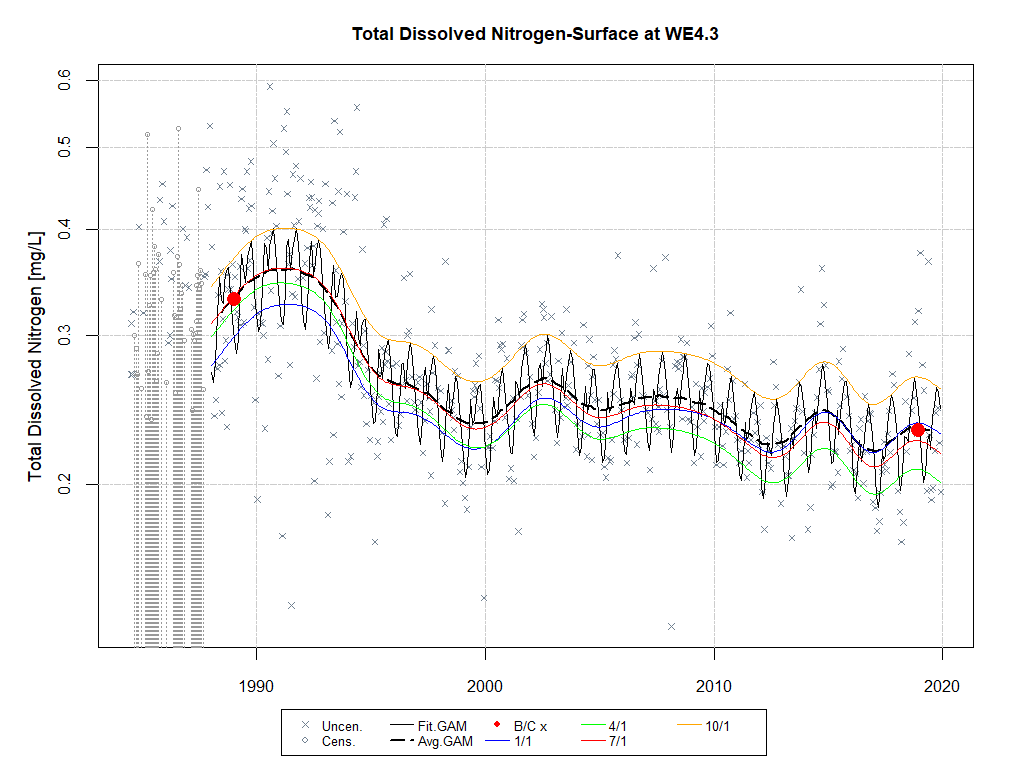 Total Dissolved Nitrogen-Surface at WE4.3
Total Dissolved Nitrogen [mg/L]
0.6
0.5
0.4
0.3
0.2
1990 2000 2010 2020
Uncen. Fit.GAM B/C x 4/1 10/1
Cens. Avg.GAM 1/1 7/1